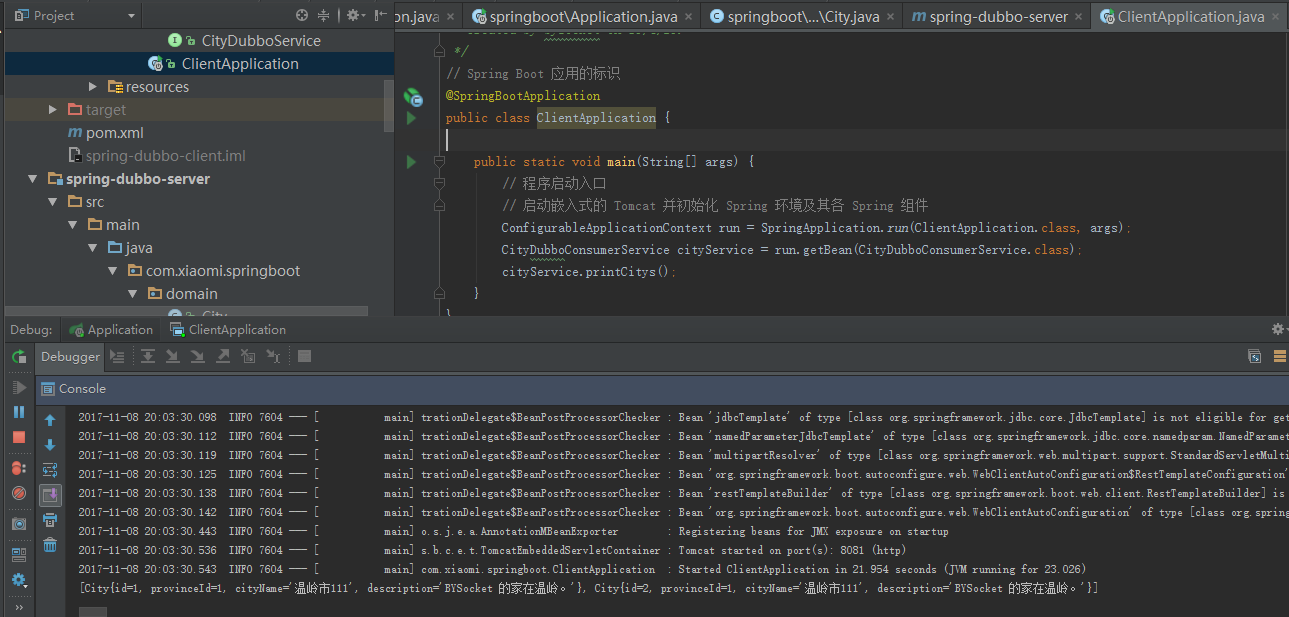 Project
on.java × springboot\Application.java × springboot\...\City.java × spring-dubbo-server × ClientApplication.java ×
CityDubboService
ClientApplication
resources
target
pom.xml
spring-dubbo-client.iml
spring-dubbo-server
src
main
java
com.xiaomi.springboot
domain
City
*/
// Spring Boot 应用的标识
@SpringBootApplication
public class ClientApplication {
public static void main(String[] args) {
// 程序启动入口
// 启动嵌入式的 Tomcat 并初始化 Spring 环境及其各 Spring 组件
ConfigurableApplicationContext run = SpringApplication.run(ClientApplication.class, args);
CityDubboConsumerService cityService = run.getBean(CityDubboConsumerService.class);
cityService.printCitys();
}
}
Debug: Application ClientApplication
Debugger
Console
2017-11-08 20:03:30.098 INFO 7604 --- [ main] trationDelegate$BeanPostProcessorChecker : Bean 'jdbcTemplate' of type [class org.springframework.jdbc.core.JdbcTemplate] is not eligible for get
2017-11-08 20:03:30.112 INFO 7604 --- [ main] trationDelegate$BeanPostProcessorChecker : Bean 'namedParameterJdbcTemplate' of type [class org.springframework.jdbc.core.namedparam.NamedParamet
2017-11-08 20:03:30.119 INFO 7604 --- [ main] trationDelegate$BeanPostProcessorChecker : Bean 'multipartResolver' of type [class org.springframework.web.multipart.support.StandardServletMulti
2017-11-08 20:03:30.125 INFO 7604 --- [ main] trationDelegate$BeanPostProcessorChecker : Bean 'org.springframework.boot.autoconfigure.web.WebClientAutoConfiguration$RestTemplateConfiguration'
2017-11-08 20:03:30.138 INFO 7604 --- [ main] trationDelegate$BeanPostProcessorChecker : Bean 'restTemplateBuilder' of type [class org.springframework.boot.web.client.RestTemplateBuilder] is
2017-11-08 20:03:30.142 INFO 7604 --- [ main] trationDelegate$BeanPostProcessorChecker : Bean 'org.springframework.boot.autoconfigure.web.WebClientAutoConfiguration' of type [class org.spring
2017-11-08 20:03:30.443 INFO 7604 --- [ main] o.s.j.e.a.AnnotationMBeanExporter : Registering beans for JMX exposure on startup
2017-11-08 20:03:30.536 INFO 7604 --- [ main] s.b.c.e.t.TomcatEmbeddedServletContainer : Tomcat started on port(s): 8081 (http)
2017-11-08 20:03:30.543 INFO 7604 --- [ main] com.xiaomi.springboot.ClientApplication : Started ClientApplication in 21.954 seconds (JVM running for 23.026)
[City{id=1, provinceId=1, cityName='温岭市111', description='BYSocket 的家在温岭。'}, City{id=2, provinceId=1, cityName='温岭市111', description='BYSocket 的家在温岭。'}]